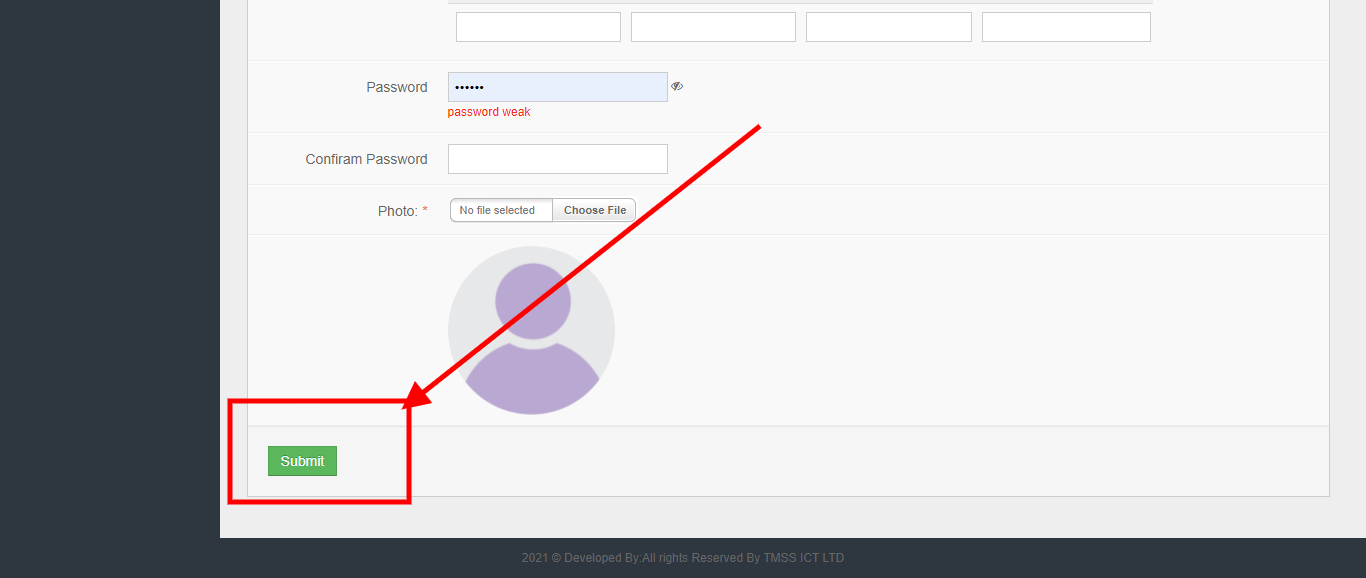 Password
••••••
password weak
Confiram Password
Photo: *
No file selected
Choose File
Submit
2021 © Developed By:All rights Reserved By TMSS ICT LTD